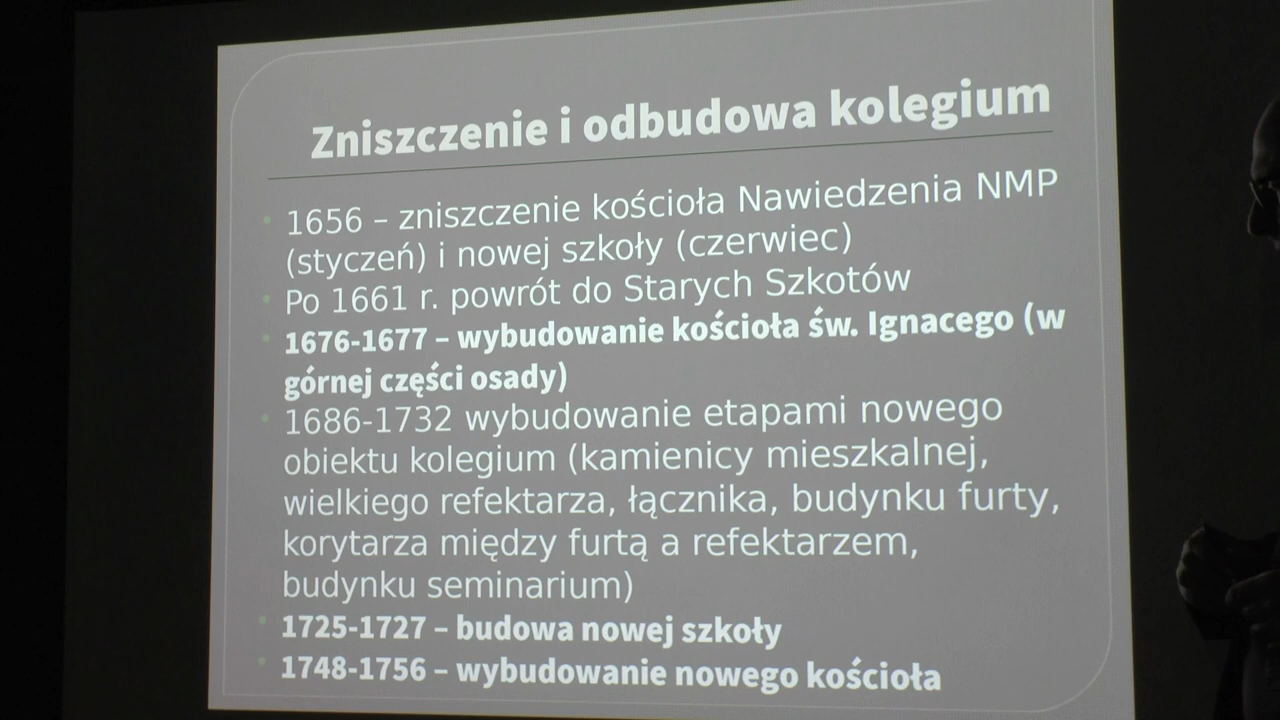 Zniszczenie i odbudowa kolegium
• 1656 – zniszczenie kościoła Nawiedzenia NMP
(styczeń) i nowej szkoły (czerwiec)
• Po 1661 r. powrót do Starych Szkotów
• 1676-1677 – wybudowanie kościoła św. Ignacego (w
górnej części osady)
• 1686-1732 wybudowanie etapami nowego
obiektu kolegium (kamienicy mieszkalnej,
wielkiego refektarza, łącznika, budynku furty,
korytarza między furtą a refektarzem,
budynku seminarium)
• 1725-1727 – budowa nowej szkoły
• 1748-1756 – wybudowanie nowego kościoła